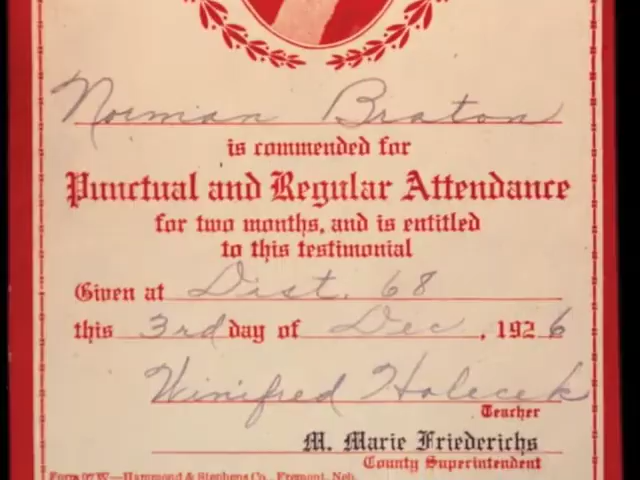 Norman Braton
is commended for
Punctual and Regular Attendance
for two months, and is entitled
to this testimonial
Given at Dist. 68
this 3rd day of Dec, 1926
Winifred Holecek
Teacher
M. Marie Friederichs
County Superintendent
Form 97 W—Hammond & Stephens Co., Fremont, Neb.